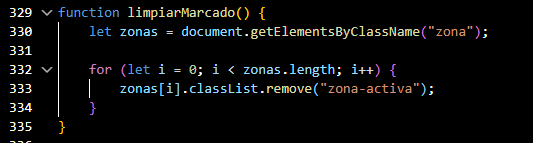 329 function limpiarMarcado() {
330     let zonas = document.getElementsByClassName("zona");
331
332     for (let i = 0; i < zonas.length; i++) {
333         zonas[i].classList.remove("zona-activa");
334     }
335 }